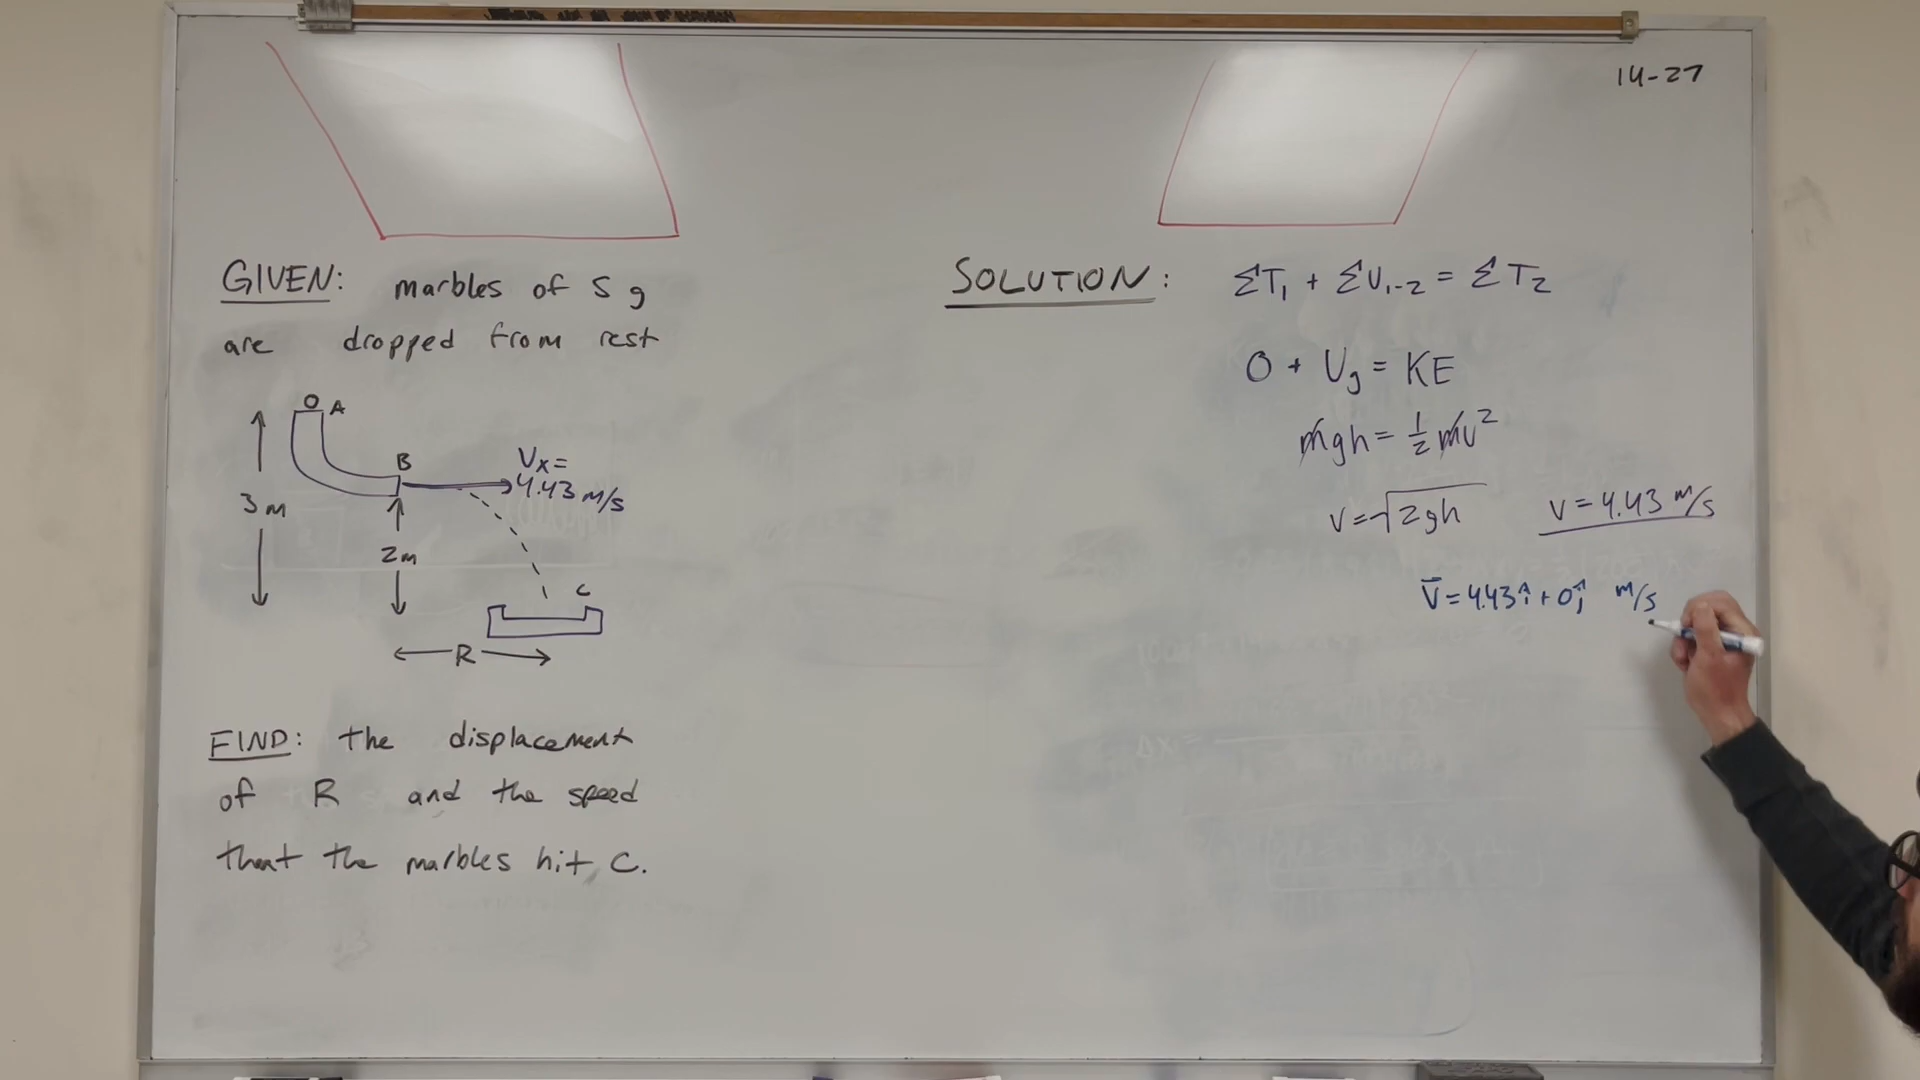 14-27
GIVEN: marbles of 5 g
are dropped from rest
A
B
Vx =
4.43 m/s
3m
2m
C
R
FIND: the displacement
of R and the speed
that the marbles hit C.
SOLUTION: ΣT₁ + ΣU₁₋₂ = ΣT₂
0 + Ug = KE
mgh = ½ mv²
v = √2gh v = 4.43 m/s
V⃗ = 4.43î + 0ĵ m/s